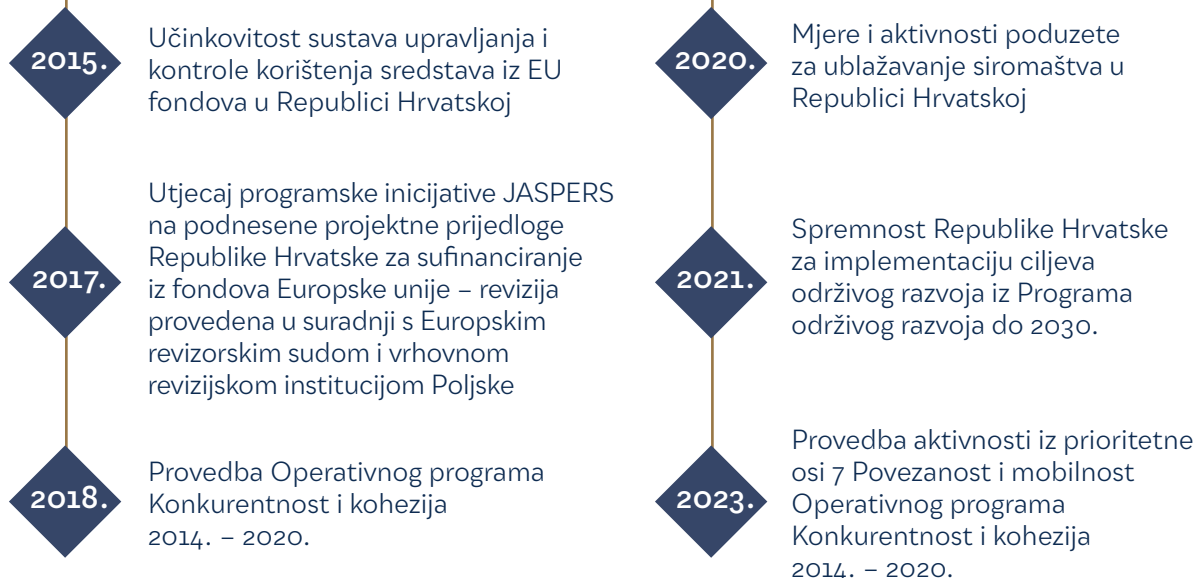 2015.
Učinkovitost sustava upravljanja i
kontrole korištenja sredstava iz EU
fondova u Republici Hrvatskoj
2017.
Utjecaj programske inicijative JASPERS
na podnesene projektne prijedloge
Republike Hrvatske za sufinanciranje
iz fondova Europske unije – revizija
provedena u suradnji s Europskim
revizorskim sudom i vrhovnom
revizijskom institucijom Poljske
2018.
Provedba Operativnog programa
Konkurentnost i kohezija
2014. – 2020.
2020.
Mjere i aktivnosti poduzete
za ublažavanje siromaštva u
Republici Hrvatskoj
2021.
Spremnost Republike Hrvatske
za implementaciju ciljeva
održivog razvoja iz Programa
održivog razvoja do 2030.
2023.
Provedba aktivnosti iz prioritetne
osi 7 Povezanost i mobilnost
Operativnog programa
Konkurentnost i kohezija
2014. – 2020.